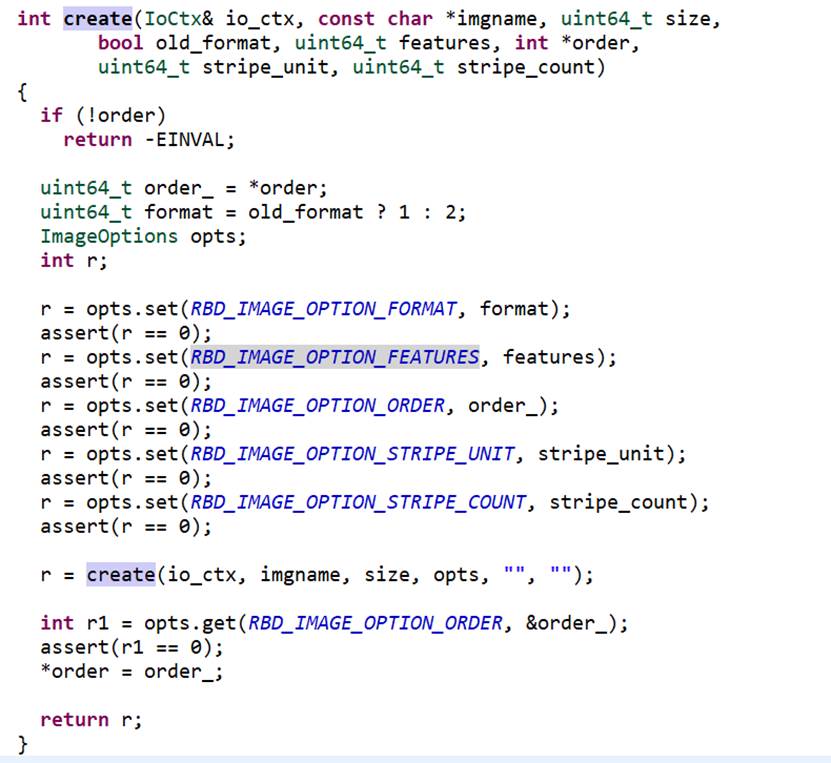 int create(IoCtx& io_ctx, const char *imgname, uint64_t size,
bool old_format, uint64_t features, int *order,
uint64_t stripe_unit, uint64_t stripe_count)
{
if (!order)
return -EINVAL;
uint64_t order_ = *order;
uint64_t format = old_format ? 1 : 2;
ImageOptions opts;
int r;
r = opts.set(RBD_IMAGE_OPTION_FORMAT, format);
assert(r == 0);
r = opts.set(RBD_IMAGE_OPTION_FEATURES, features);
assert(r == 0);
r = opts.set(RBD_IMAGE_OPTION_ORDER, order_);
assert(r == 0);
r = opts.set(RBD_IMAGE_OPTION_STRIPE_UNIT, stripe_unit);
assert(r == 0);
r = opts.set(RBD_IMAGE_OPTION_STRIPE_COUNT, stripe_count);
assert(r == 0);
r = create(io_ctx, imgname, size, opts, "", "");
int r1 = opts.get(RBD_IMAGE_OPTION_ORDER, &order_);
assert(r1 == 0);
*order = order_;
return r;
}